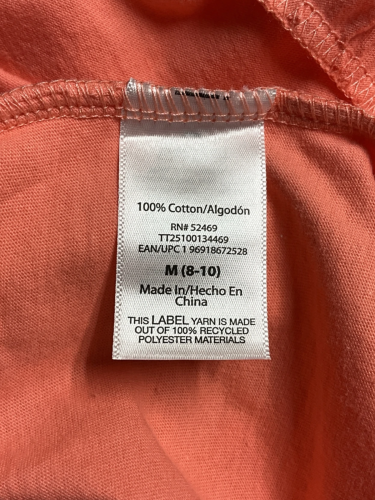 100% Cotton/Algodón
RN# 52469
TT25100134469
EAN/UPC 1 96918672528
M (8-10)
Made In/Hecho En
China
THIS LABEL YARN IS MADE
OUT OF 100% RECYCLED
POLYESTER MATERIALS